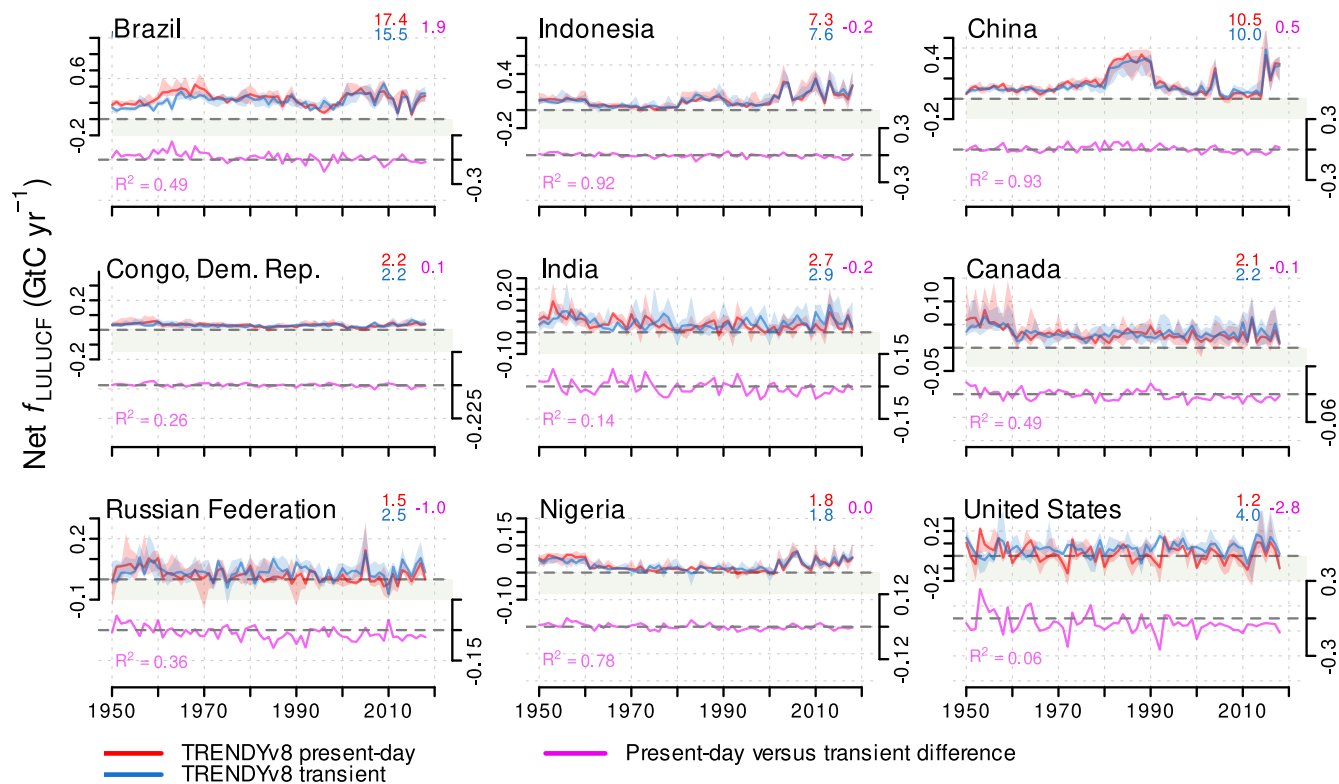 Net fLULUCF (GtC yr−1)
Brazil
17.4
15.5
1.9
0.6
-0.2
-0.3
R2 = 0.49
1950 1970 1990 2010
Indonesia
7.3
7.6
-0.2
0.4
-0.2
0.3
-0.3
R2 = 0.92
China
10.5
10.0
0.5
0.4
-0.2
0.3
-0.3
R2 = 0.93
Congo, Dem. Rep.
2.2
2.2
0.1
0.2
-0.2
-0.225
R2 = 0.26
India
2.7
2.9
-0.2
0.20
-0.10
0.15
-0.15
R2 = 0.14
Canada
2.1
2.2
-0.1
0.10
-0.05
-0.06
R2 = 0.49
Russian Federation
1.5
2.5
-1.0
0.2
-0.1
-0.15
R2 = 0.36
Nigeria
1.8
1.8
0.0
0.15
-0.10
0.12
-0.12
R2 = 0.78
1950 1970 1990 2010
United States
1.2
4.0
-2.8
0.2
-0.2
0.3
-0.3
R2 = 0.06
1950 1970 1990 2010
TRENDYv8 present-day
TRENDYv8 transient
Present-day versus transient difference